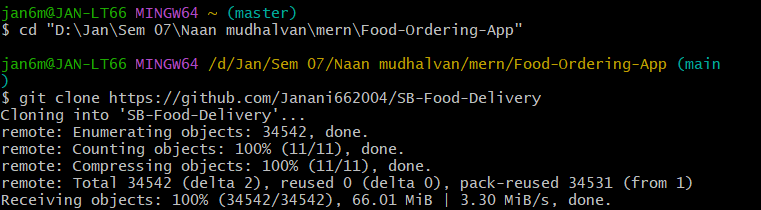 jan6m@JAN-LT66 MINGW64 ~ (master)
$ cd "D:\Jan\Sem 07\Naan mudhalvan\mern\Food-Ordering-App"
jan6m@JAN-LT66 MINGW64 /d/Jan/Sem 07/Naan mudhalvan/mern/Food-Ordering-App (main
)
$ git clone https://github.com/Janani662004/SB-Food-Delivery
Cloning into 'SB-Food-Delivery'...
remote: Enumerating objects: 34542, done.
remote: Counting objects: 100% (11/11), done.
remote: Compressing objects: 100% (11/11), done.
remote: Total 34542 (delta 2), reused 0 (delta 0), pack-reused 34531 (from 1)
Receiving objects: 100% (34542/34542), 66.01 MiB | 3.30 MiB/s, done.